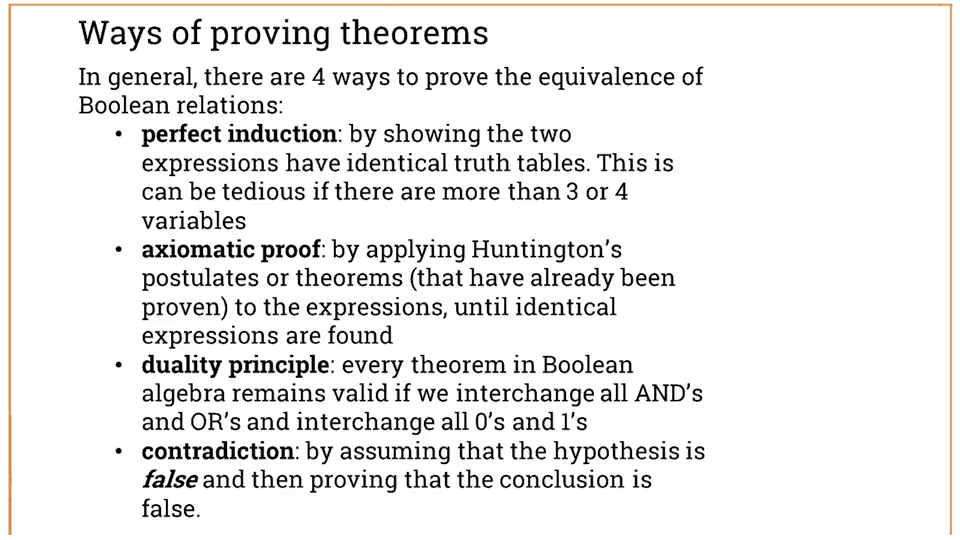 Ways of proving theorems
In general, there are 4 ways to prove the equivalence of
Boolean relations:
• perfect induction: by showing the two
expressions have identical truth tables. This is
can be tedious if there are more than 3 or 4
variables
• axiomatic proof: by applying Huntington's
postulates or theorems (that have already been
proven) to the expressions, until identical
expressions are found
• duality principle: every theorem in Boolean
algebra remains valid if we interchange all AND's
and OR's and interchange all 0's and 1's
• contradiction: by assuming that the hypothesis is
false and then proving that the conclusion is
false.